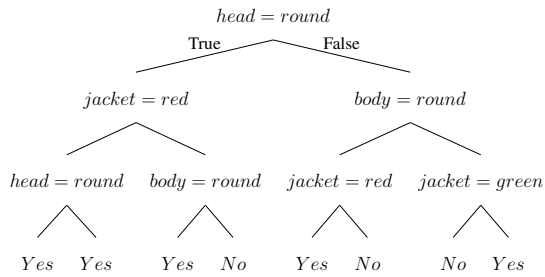 head = round
True False
jacket = red body = round
head = round body = round jacket = red jacket = green
Yes Yes Yes No Yes No No Yes